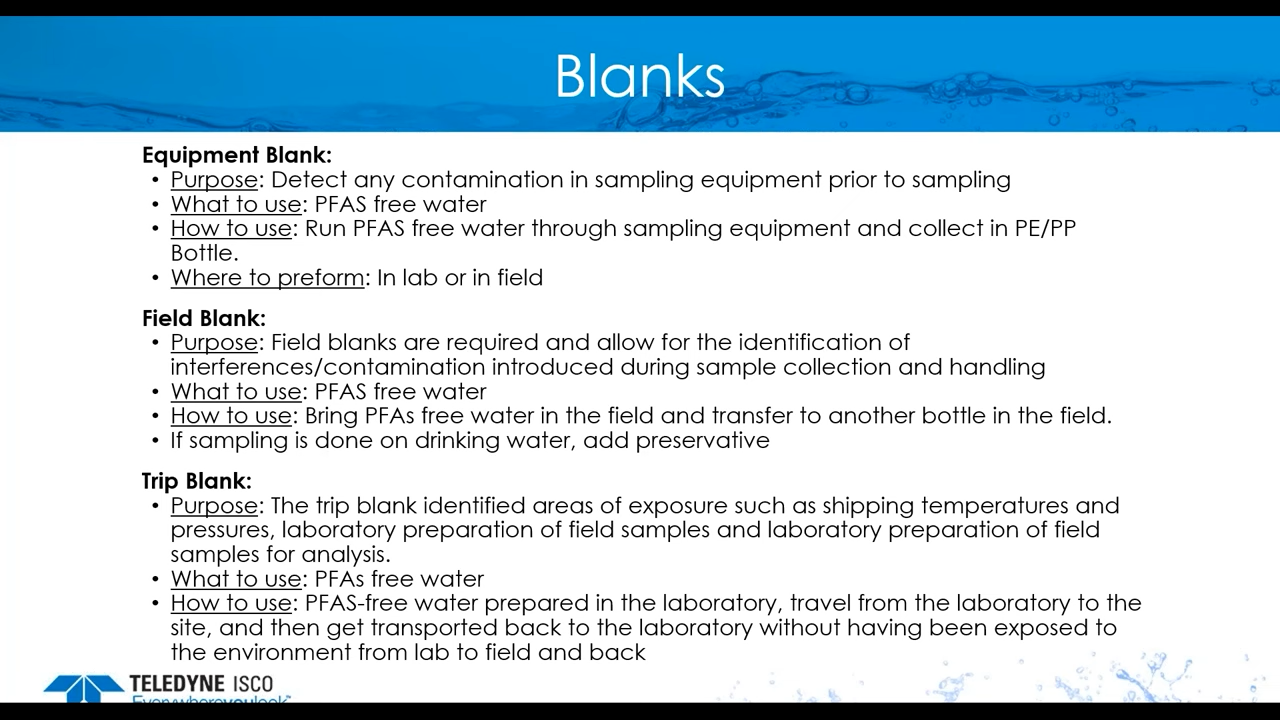 Blanks
Equipment Blank:
• Purpose: Detect any contamination in sampling equipment prior to sampling
• What to use: PFAS free water
• How to use: Run PFAS free water through sampling equipment and collect in PE/PP
Bottle.
• Where to preform: In lab or in field
Field Blank:
• Purpose: Field blanks are required and allow for the identification of
interferences/contamination introduced during sample collection and handling
• What to use: PFAS free water
• How to use: Bring PFAs free water in the field and transfer to another bottle in the field.
• If sampling is done on drinking water, add preservative
Trip Blank:
• Purpose: The trip blank identified areas of exposure such as shipping temperatures and
pressures, laboratory preparation of field samples and laboratory preparation of field
samples for analysis.
• What to use: PFAs free water
• How to use: PFAS-free water prepared in the laboratory, travel from the laboratory to the
site, and then get transported back to the laboratory without having been exposed to
the environment from lab to field and back
TELEDYNE ISCO
Everywhereyoulook™